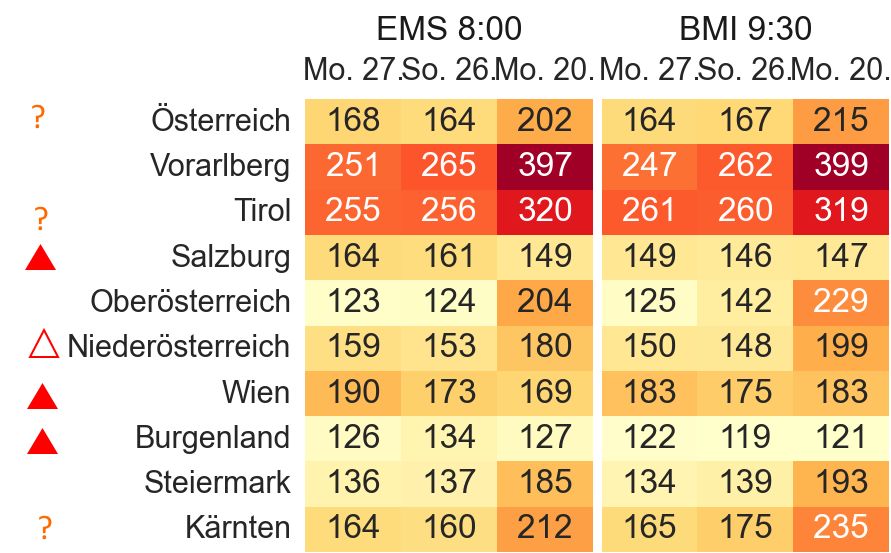 EMS 8:00 BMI 9:30
Mo. 27. So. 26. Mo. 20. Mo. 27. So. 26. Mo. 20.
? Österreich 168 164 202 164 167 215
Vorarlberg 251 265 397 247 262 399
? Tirol 255 256 320 261 260 319
Salzburg 164 161 149 149 146 147
Oberösterreich 123 124 204 125 142 229
Niederösterreich 159 153 180 150 148 199
Wien 190 173 169 183 175 183
Burgenland 126 134 127 122 119 121
Steiermark 136 137 185 134 139 193
? Kärnten 164 160 212 165 175 235